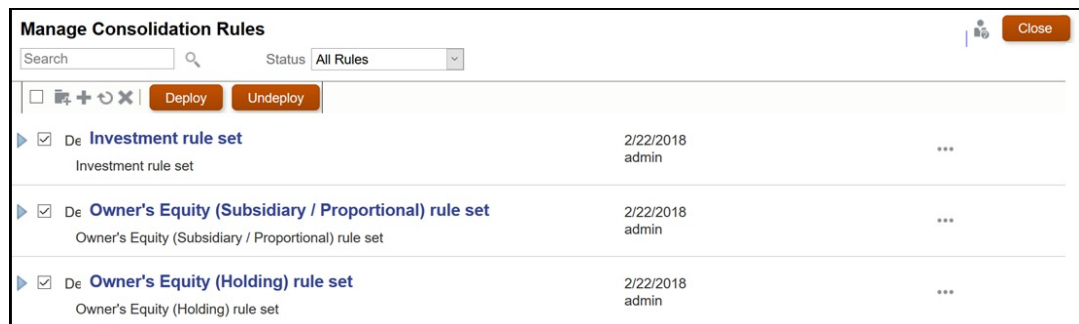 Manage Consolidation Rules
Close
Search
Status All Rules
Deploy Undeploy
De Investment rule set 2/22/2018
Investment rule set admin
De Owner's Equity (Subsidiary / Proportional) rule set 2/22/2018
Owner's Equity (Subsidiary / Proportional) rule set admin
De Owner's Equity (Holding) rule set 2/22/2018
Owner's Equity (Holding) rule set admin